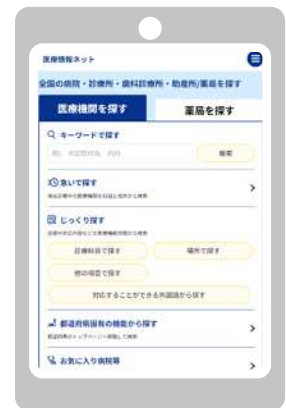 医療情報ネット
全国の病院・診療所・歯科診療所・助産所/薬局を探す
医療機関を探す
薬局を探す
キーワードで探す
検索
急いで探す
じっくり探す
診療科目で探す
場所で探す
他の項目で探す
対応することができる外国語から探す
都道府県固有の機能から探す
お気に入り病院等